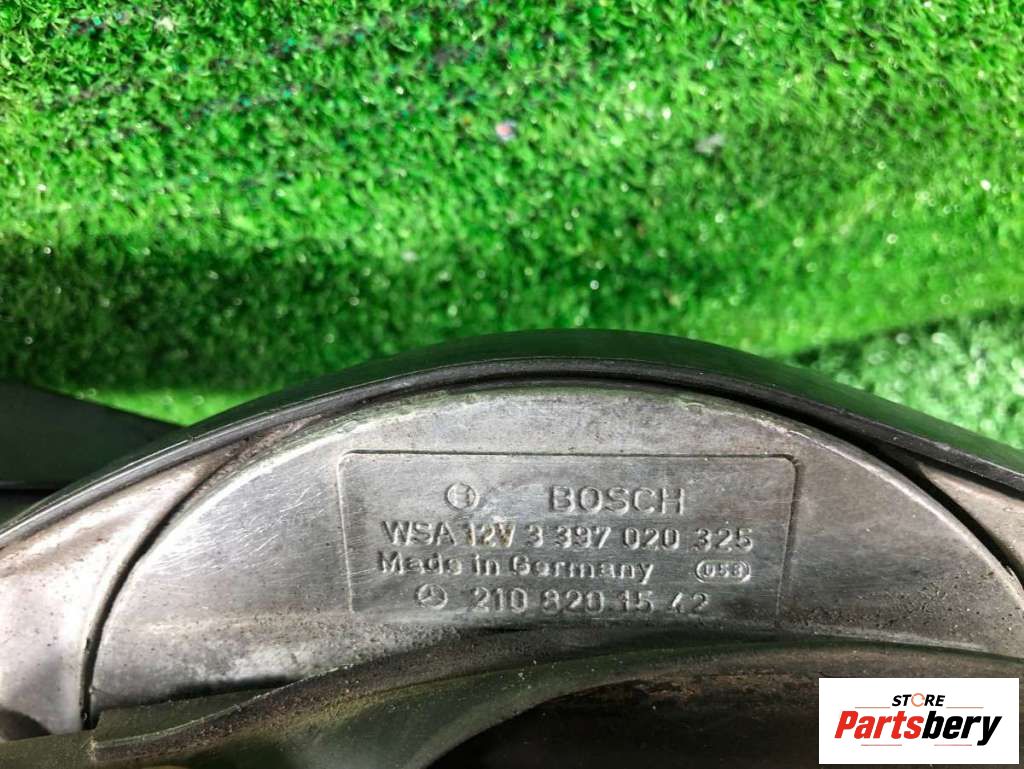 BOSCH
WSA 12V 3 397 020 325
Made in Germany 053
210 820 15 42
STORE
Partsbery